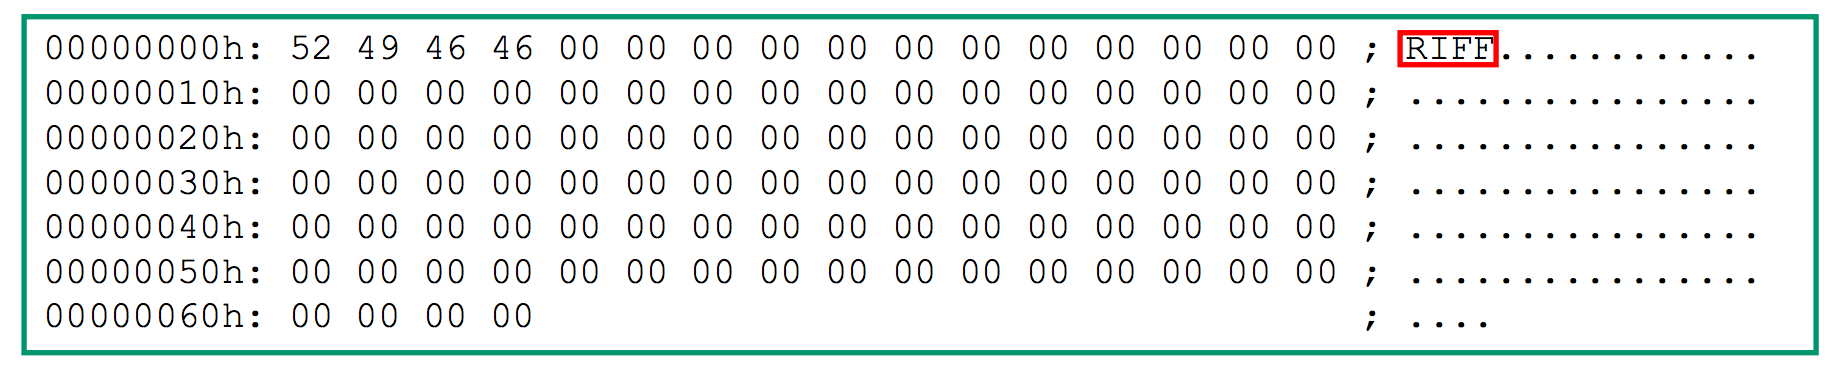 00000000h: 52 49 46 46 00 00 00 00 00 00 00 00 00 00 00 00 ; RIFF............
00000010h: 00 00 00 00 00 00 00 00 00 00 00 00 00 00 00 00 ; ................
00000020h: 00 00 00 00 00 00 00 00 00 00 00 00 00 00 00 00 ; ................
00000030h: 00 00 00 00 00 00 00 00 00 00 00 00 00 00 00 00 ; ................
00000040h: 00 00 00 00 00 00 00 00 00 00 00 00 00 00 00 00 ; ................
00000050h: 00 00 00 00 00 00 00 00 00 00 00 00 00 00 00 00 ; ................
00000060h: 00 00 00 00 ; ....